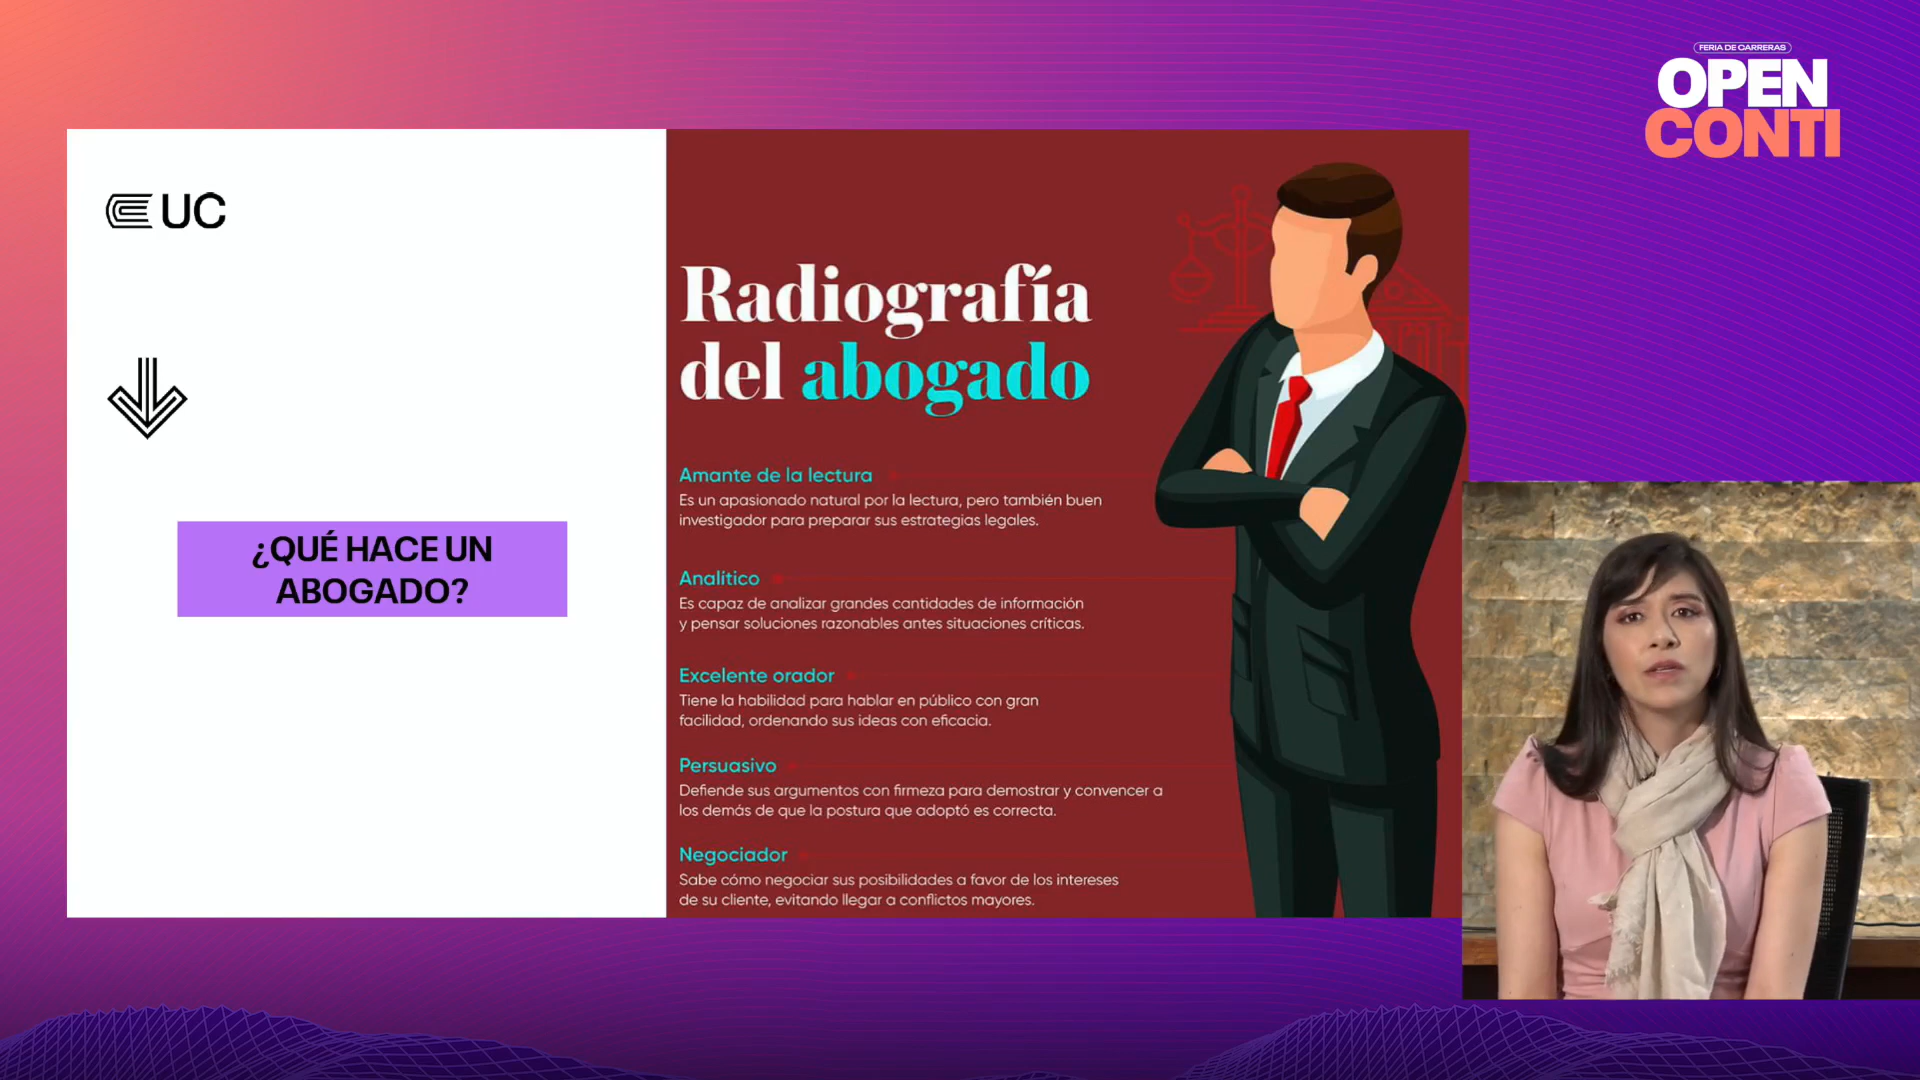 FERIA DE CARRERAS
OPEN
CONTI
UC
¿QUÉ HACE UN
ABOGADO?
Radiografía
del abogado
Amante de la lectura
Es un apasionado natural por la lectura, pero también buen
investigador para preparar sus estrategias legales.
Analítico
Es capaz de analizar grandes cantidades de información
y pensar soluciones razonables antes situaciones críticas.
Excelente orador
Tiene la habilidad para hablar en público con gran
facilidad, ordenando sus ideas con eficacia.
Persuasivo
Defiende sus argumentos con firmeza para demostrar y convencer a
los demás de que la postura que adoptó es correcta.
Negociador
Sabe cómo negociar sus posibilidades a favor de los intereses
de su cliente, evitando llegar a conflictos mayores.